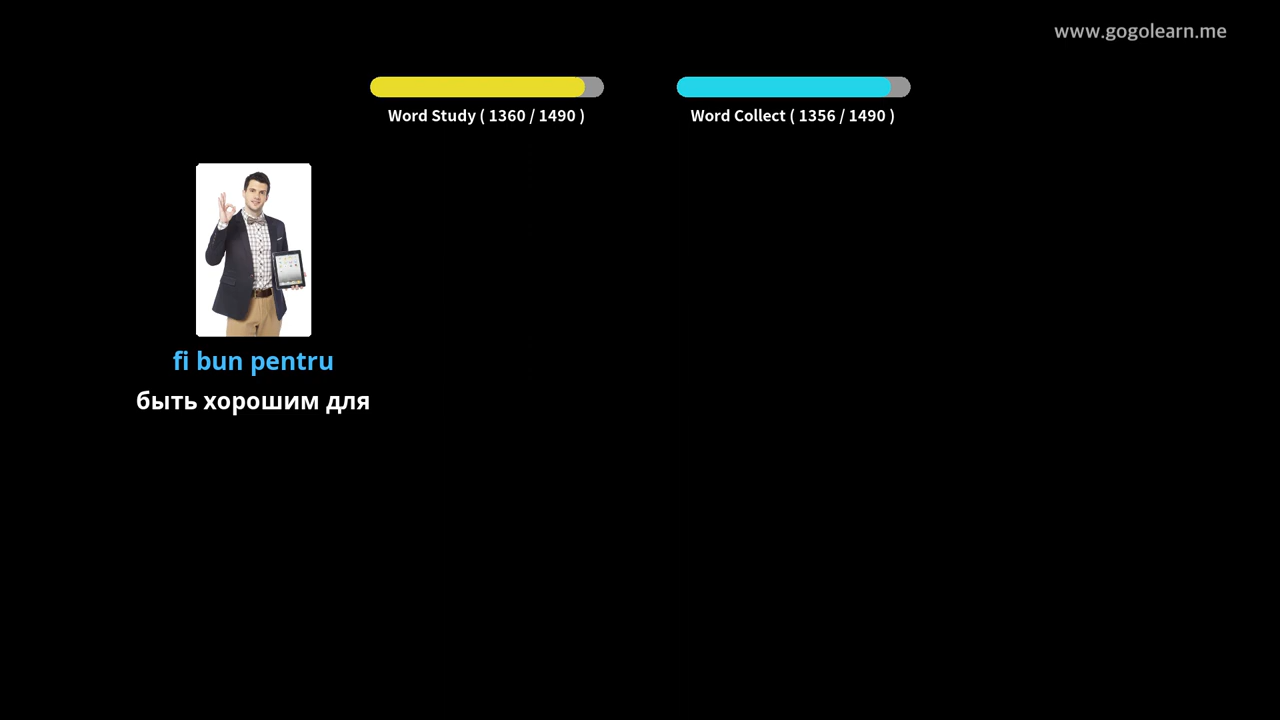 www.gogolearn.me
Word Study ( 1360 / 1490 )
Word Collect ( 1356 / 1490 )
fi bun pentru
быть хорошим для